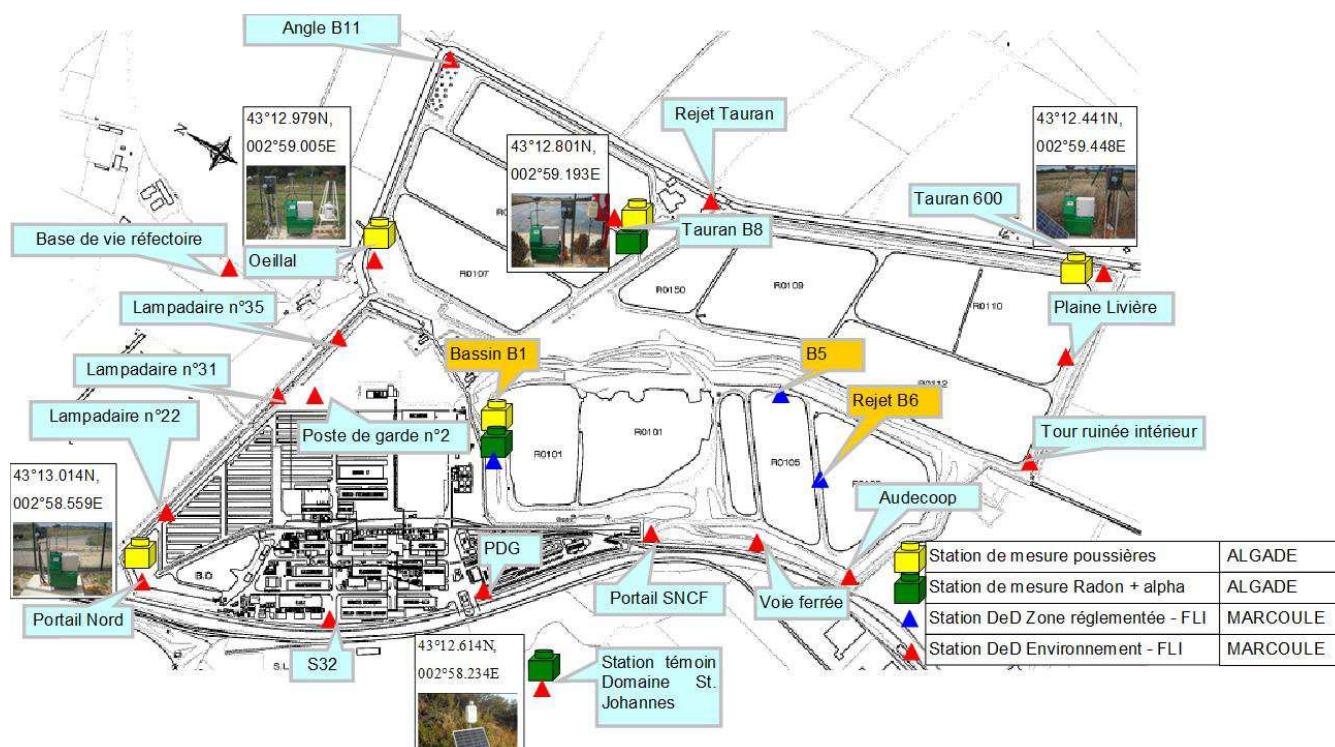 Angle B11
43°12.979N,
002°59.005E
Rejet Tauran
43°12.441N,
002°59.448E
43°12.801N,
002°59.193E
N
Tauran 600
Base de vie réfectoire
Oeillal
Tauran B8
R0107
R0150
R0109
R0110
Lampadaire n°35
Plaine Livière
Bassin B1
B5
Lampadaire n°31
Rejet B6
R0112
Lampadaire n°22
Poste de garde n°2
R0101
R0101
Tour ruinée intérieur
43°13.014N,
002°58.559E
R0105
Audecoop
PDG
Station de mesure poussières ALGADE
B.D
Station de mesure Radon + alpha ALGADE
Portail Nord
Portail SNCF
Voie ferrée
Station DeD Zone réglementée - FLI MARCOULE
43°12.614N,
002°58.234E
Station DeD Environnement - FLI MARCOULE
S32
S.L
Station témoin
Domaine St.
Johannes